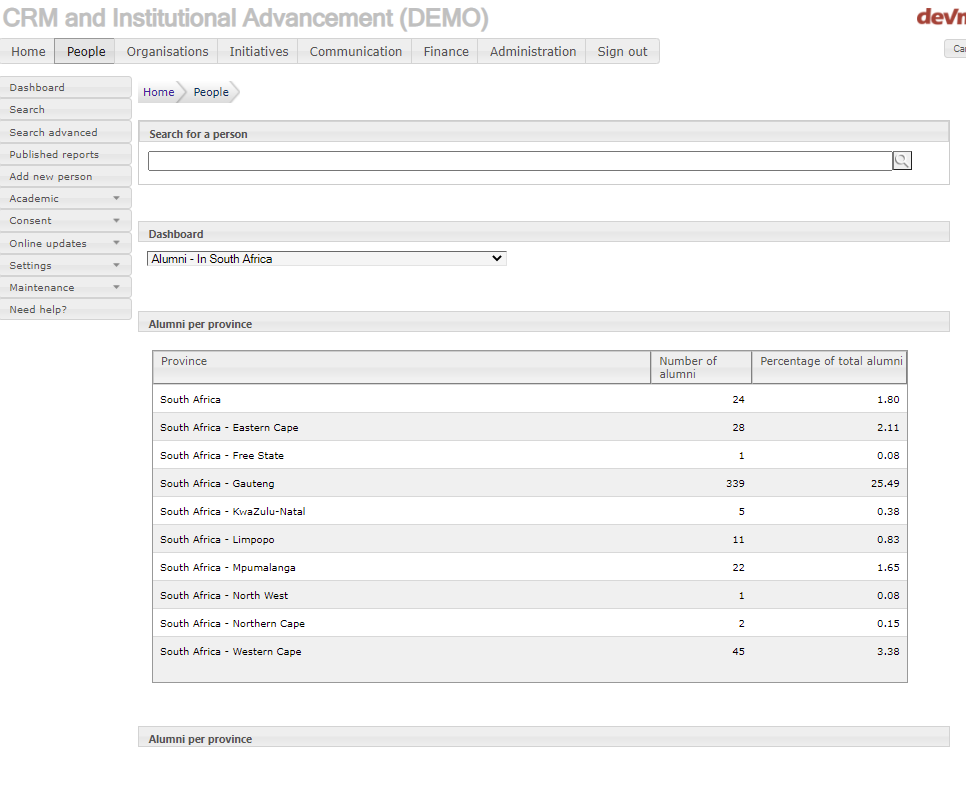 CRM and Institutional Advancement (DEMO)
Home People Organisations Initiatives Communication Finance Administration Sign out
Dashboard
Search
Search advanced
Published reports
Add new person
Academic
Consent
Online updates
Settings
Maintenance
Need help?
Home People
Search for a person
Dashboard
Alumni - In South Africa
Alumni per province
Province Number of alumni Percentage of total alumni
South Africa 24 1.80
South Africa - Eastern Cape 28 2.11
South Africa - Free State 1 0.08
South Africa - Gauteng 339 25.49
South Africa - KwaZulu-Natal 5 0.38
South Africa - Limpopo 11 0.83
South Africa - Mpumalanga 22 1.65
South Africa - North West 1 0.08
South Africa - Northern Cape 2 0.15
South Africa - Western Cape 45 3.38
Alumni per province